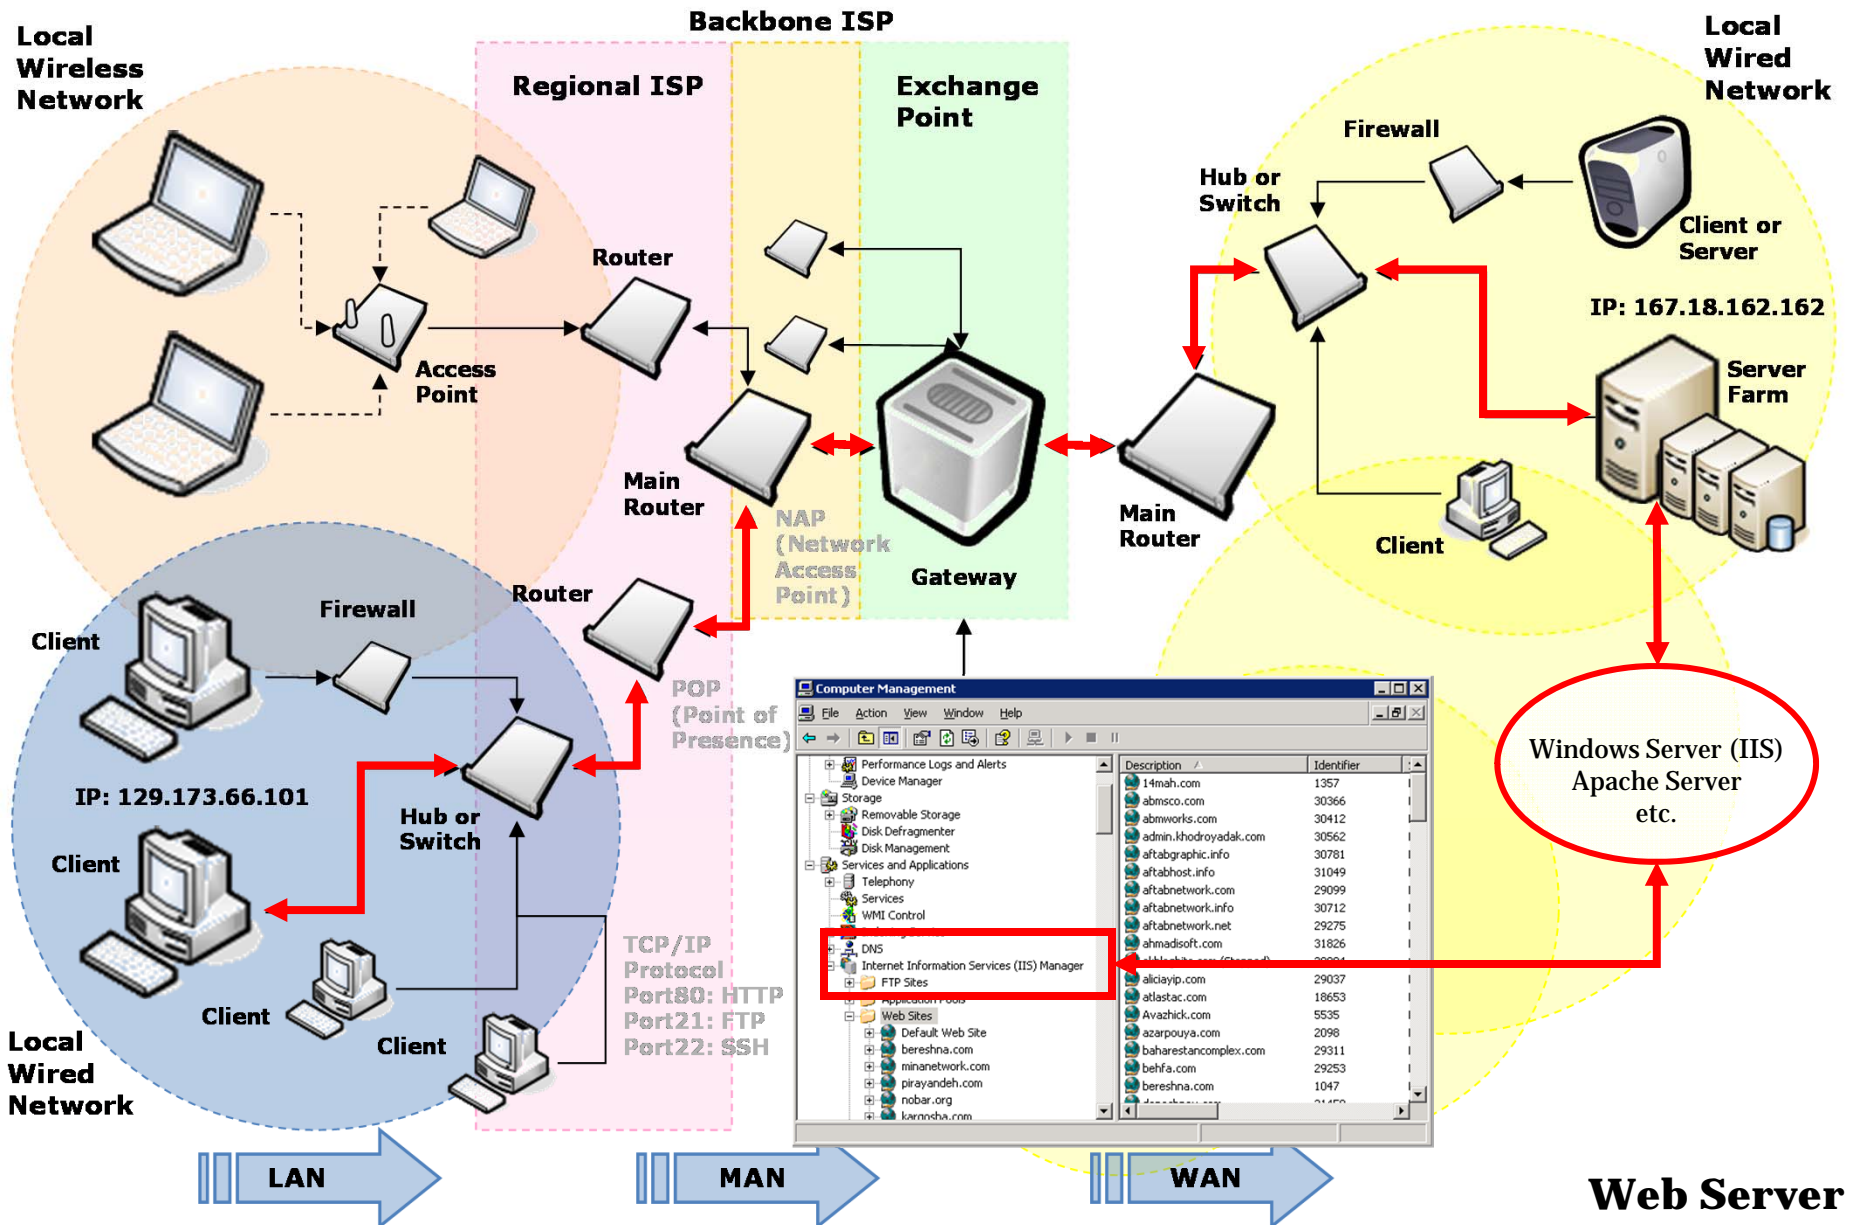 Backbone ISP
Local
Wireless
Network
Regional ISP
Exchange
Point
Local
Wired
Network
Firewall
Hub or
Switch
Client or
Server
Router
IP: 167.18.162.162
Access
Point
Server
Farm
Main
Router
NAP
(Network
Access
Point)
Main
Router
Client
Gateway
Router
Firewall
Client
POP
(Point of
Presence)
IP: 129.173.66.101
Hub or
Switch
Client
Client
Client
TCP/IP
Protocol
Port80: HTTP
Port21: FTP
Port22: SSH
Local
Wired
Network
Computer Management
File Action View Window Help
Performance Logs and Alerts
Device Manager
Storage
Removable Storage
Disk Defragmenter
Disk Management
Services and Applications
Telephony
Services
WMI Control
DNS
Internet Information Services (IIS) Manager
FTP Sites
Application Pools
Web Sites
Default Web Site
bereshna.com
minanetwork.com
pirayandeh.com
nobar.org
kargosha.com
Description Identifier
14mah.com 1357
abmsco.com 30366
abmworks.com 30412
admin.khodroyadak.com 30562
aftabgraphic.info 30781
aftabhost.info 31049
aftabnetwork.com 29099
aftabnetwork.info 30712
aftabnetwork.net 29275
ahmadisoft.com 31826
aliciayip.com 29037
atlastac.com 18653
Avazhick.com 5535
azarpouya.com 2098
baharestancomplex.com 29311
behfa.com 29253
bereshna.com 1047
Windows Server (IIS)
Apache Server
etc.
LAN
MAN
WAN
Web Server